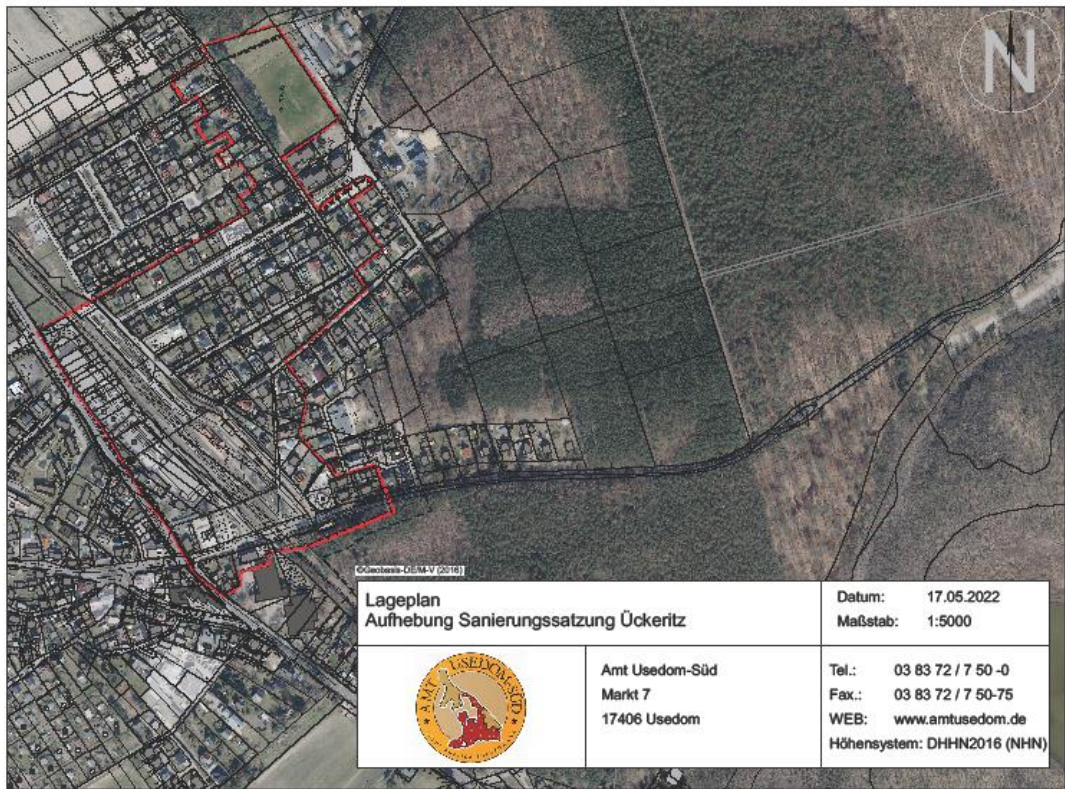 N
©Geobasis-DE/M-V (2016)
Lageplan
Aufhebung Sanierungssatzung Ückeritz
Datum: 17.05.2022
Maßstab: 1:5000
AMT USEDOM-SÜD
Amt Usedom-Süd
Markt 7
17406 Usedom
Tel.: 03 83 72 / 7 50 -0
Fax.: 03 83 72 / 7 50-75
WEB: www.amtusedom.de
Höhensystem: DHHN2016 (NHN)